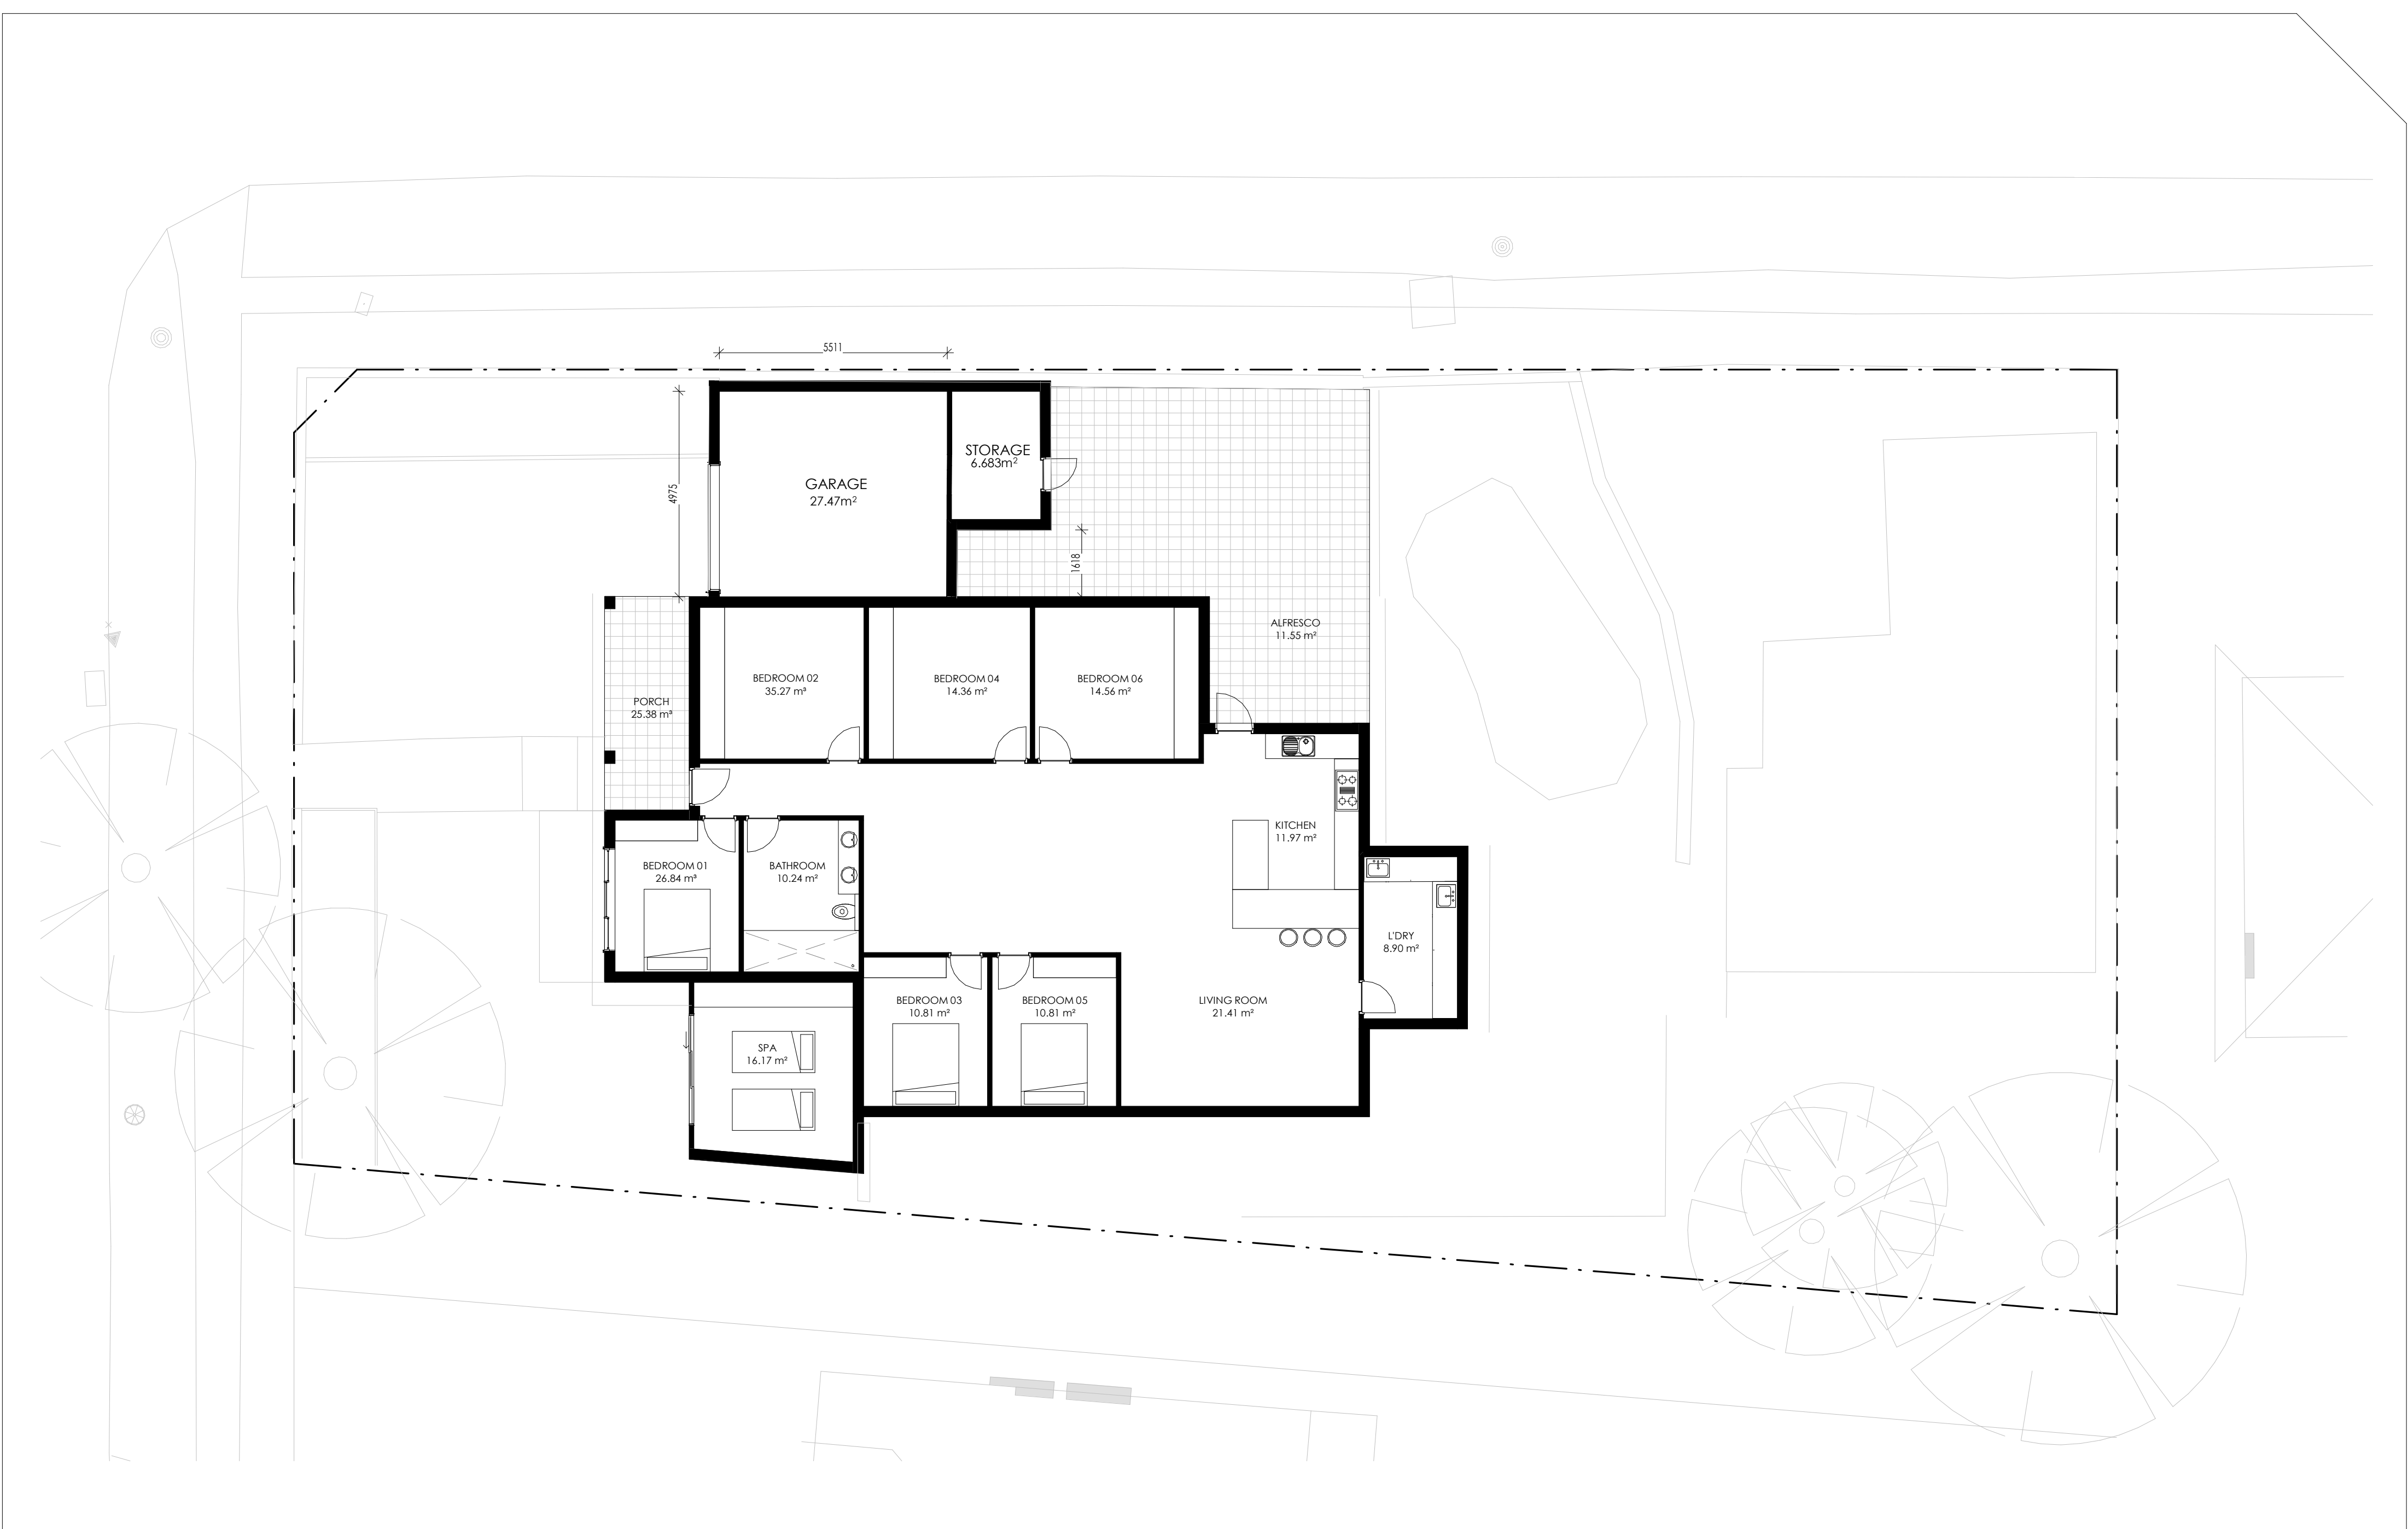 5511
STORAGE
6.683m²
GARAGE
27.47m²
4975
1618
ALFRESCO
11.55 m²
BEDROOM 02
35.27 m³
BEDROOM 04
14.36 m²
BEDROOM 06
14.56 m²
PORCH
25.38 m³
KITCHEN
11.97 m²
BEDROOM 01
26.84 m³
BATHROOM
10.24 m²
L'DRY
8.90 m²
BEDROOM 03
10.81 m²
BEDROOM 05
10.81 m²
LIVING ROOM
21.41 m²
SPA
16.17 m²